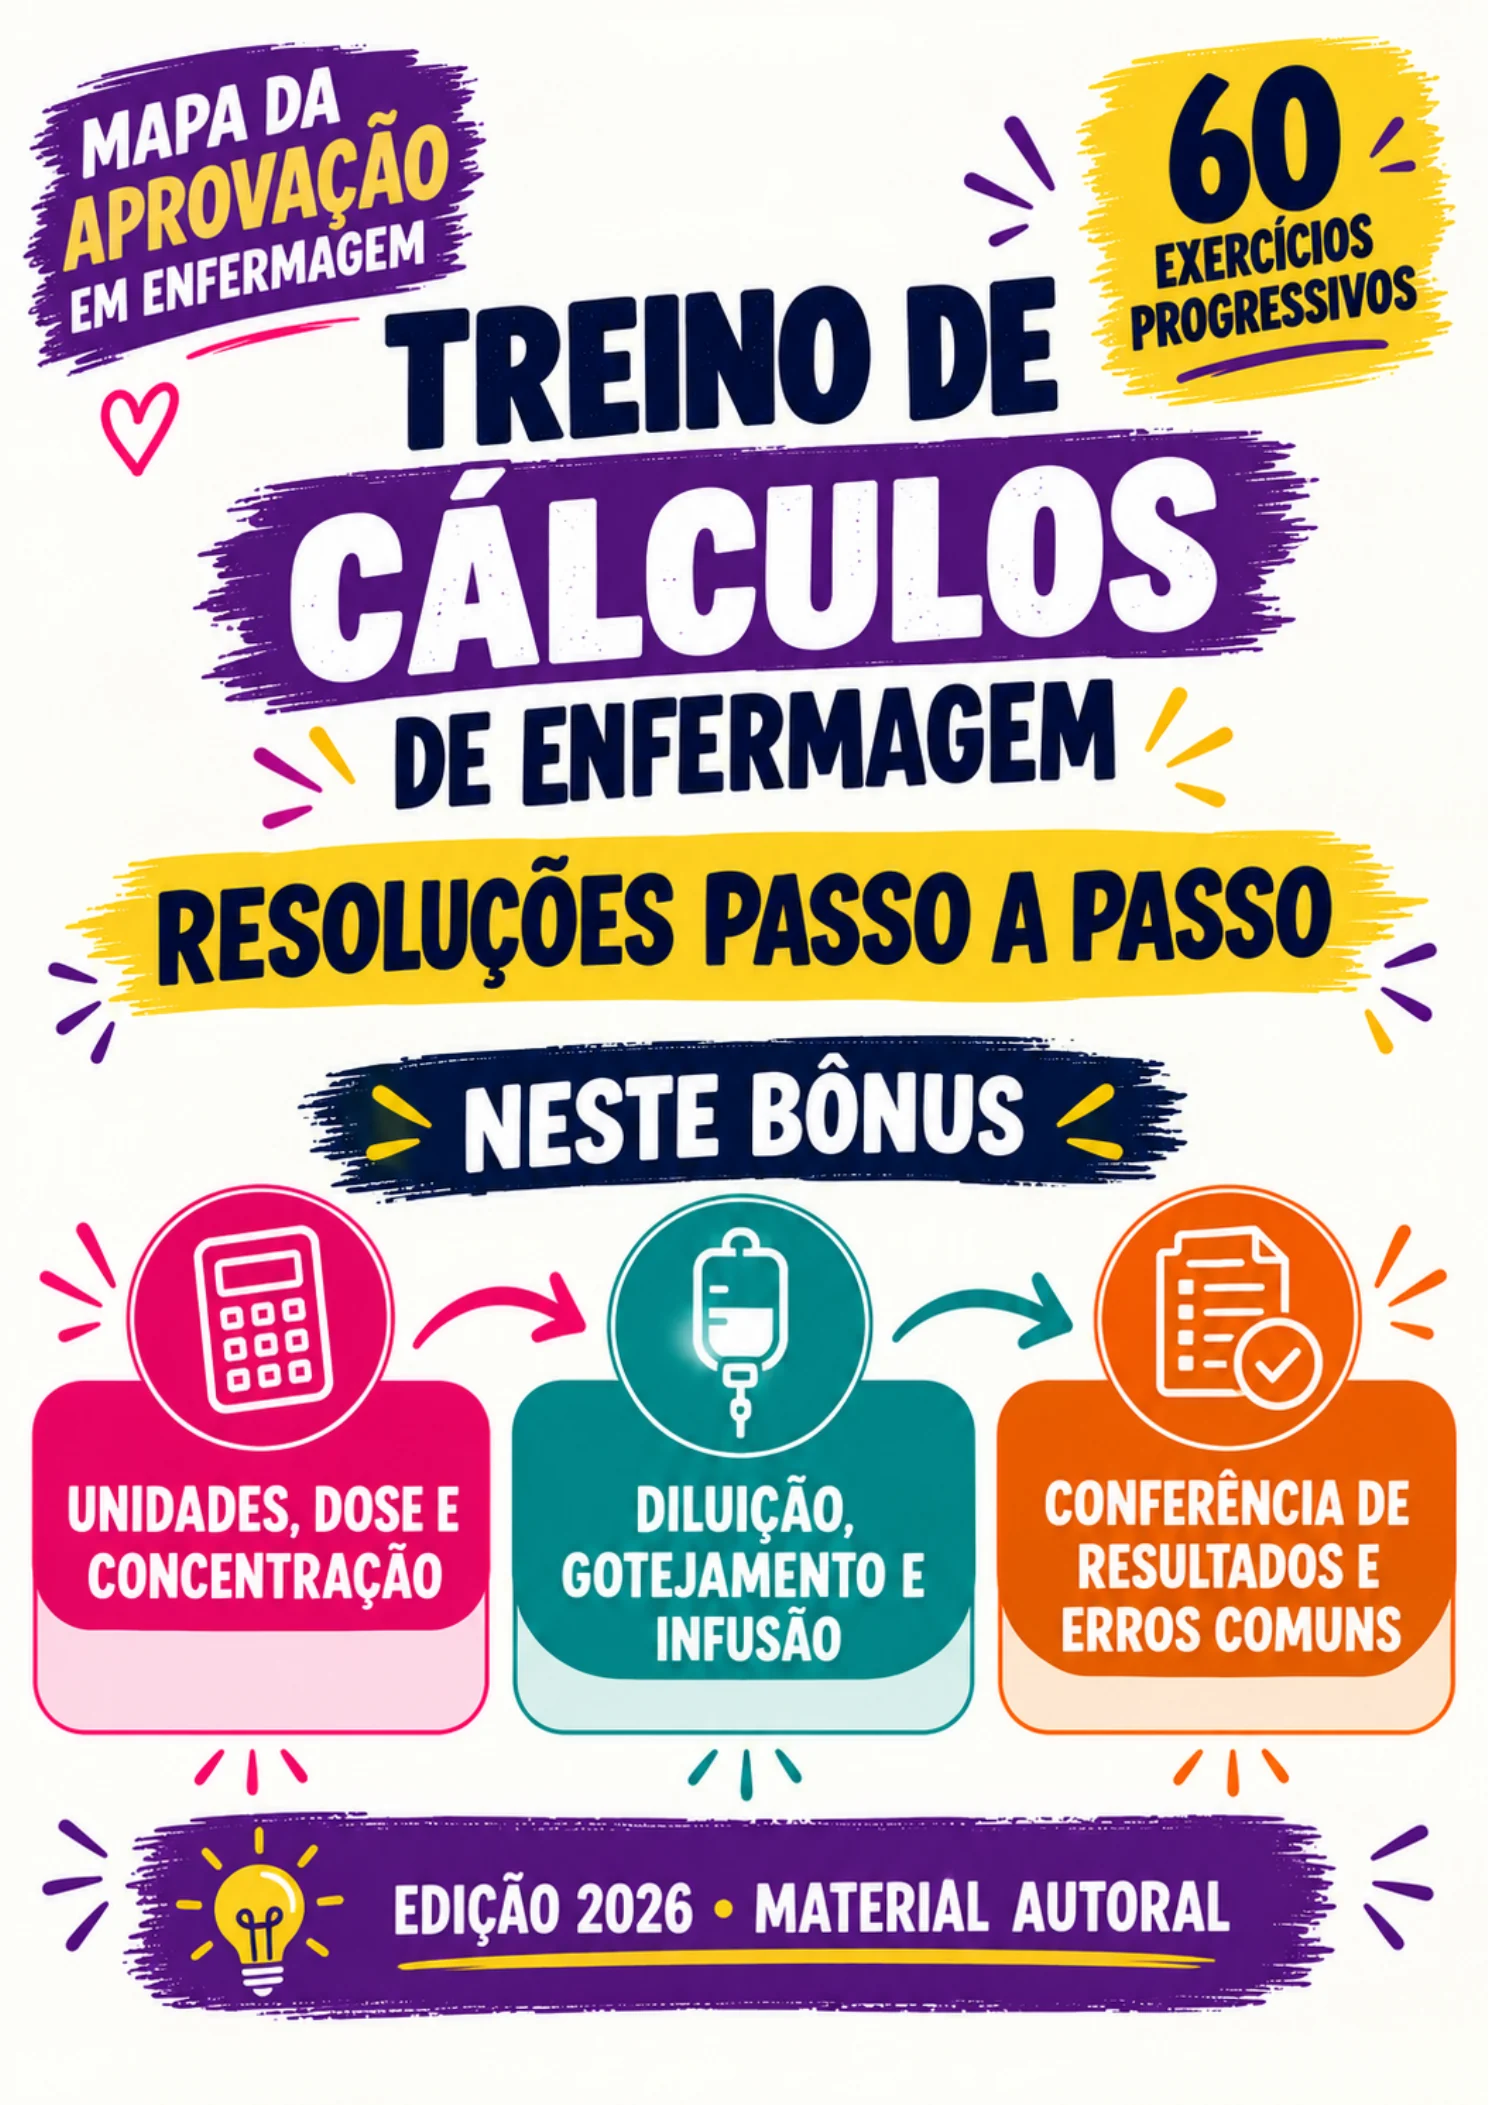 MAPA DA
APROVAÇÃO
EM ENFERMAGEM
60
EXERCÍCIOS
PROGRESSIVOS
TREINO DE
CÁLCULOS
DE ENFERMAGEM
RESOLUÇÕES PASSO A PASSO
NESTE BÔNUS
UNIDADES, DOSE E
CONCENTRAÇÃO
DILUIÇÃO,
GOTEJAMENTO E
INFUSÃO
CONFERÊNCIA DE
RESULTADOS E
ERROS COMUNS
EDIÇÃO 2026 • MATERIAL AUTORAL